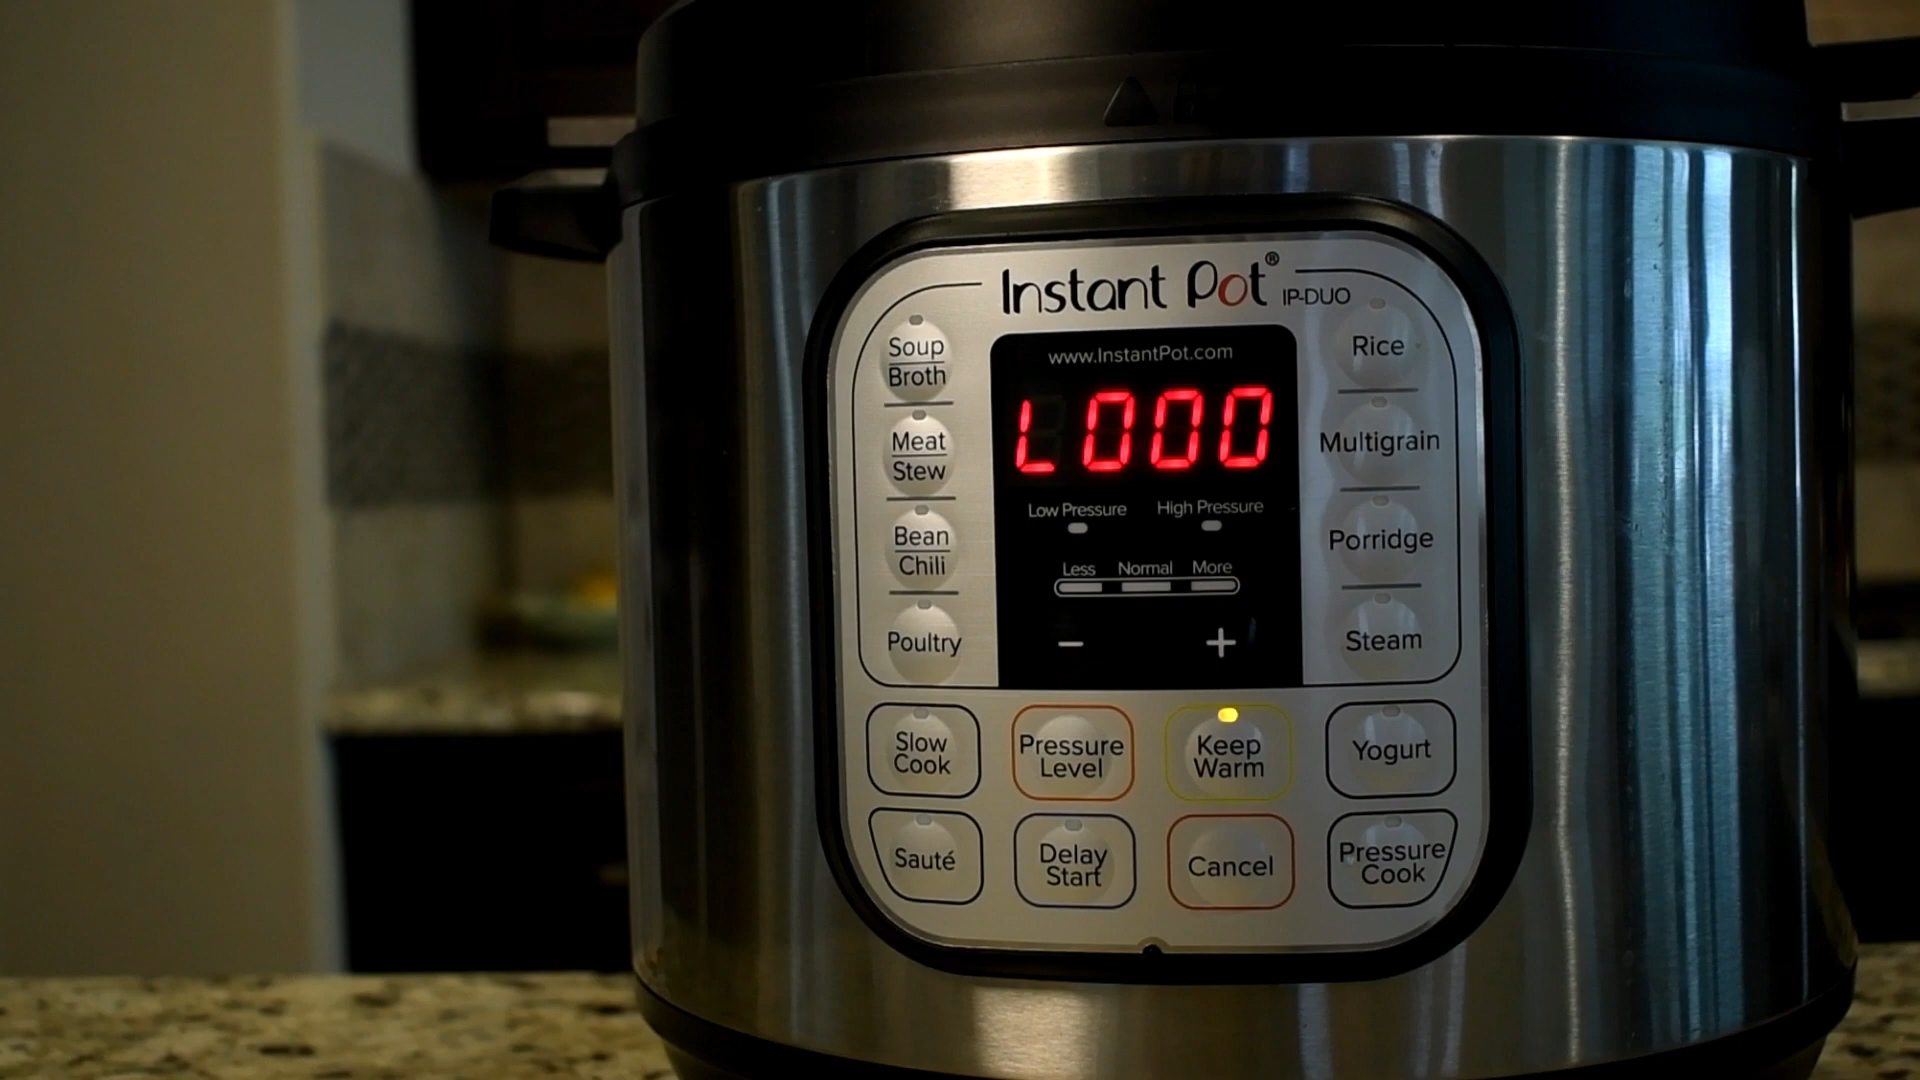 Instant Pot® IP-DUO
www.InstantPot.com
L000
Low Pressure High Pressure
Less Normal More
− +
Soup
Broth
Meat
Stew
Bean
Chili
Poultry
Rice
Multigrain
Porridge
Steam
Slow
Cook
Pressure
Level
Keep
Warm
Yogurt
Sauté
Delay
Start
Cancel
Pressure
Cook